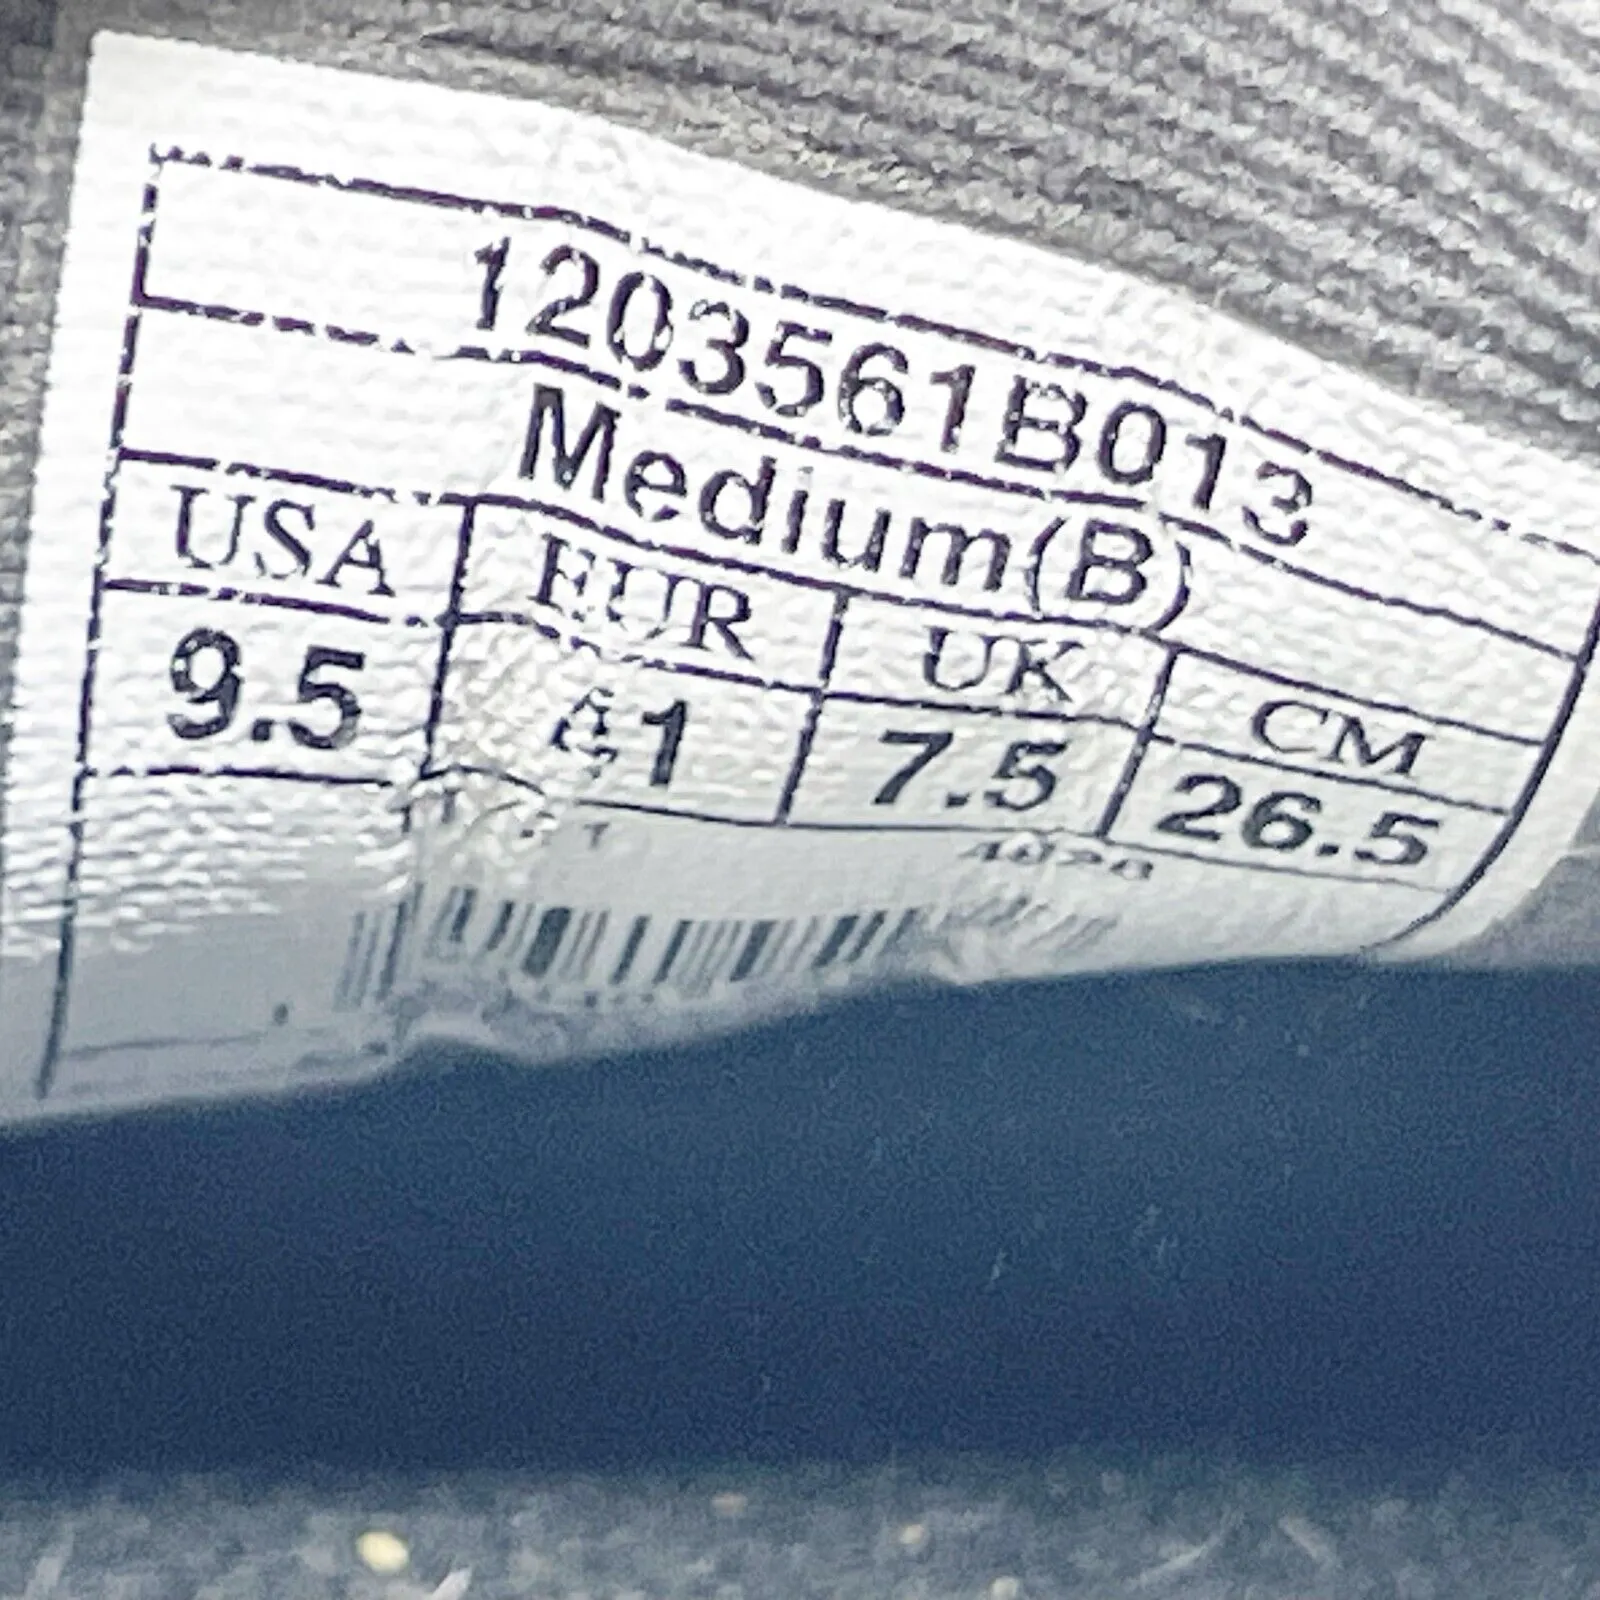 1203561B013
Medium(B)
USA EUR UK CM
9.5 41 7.5 26.5